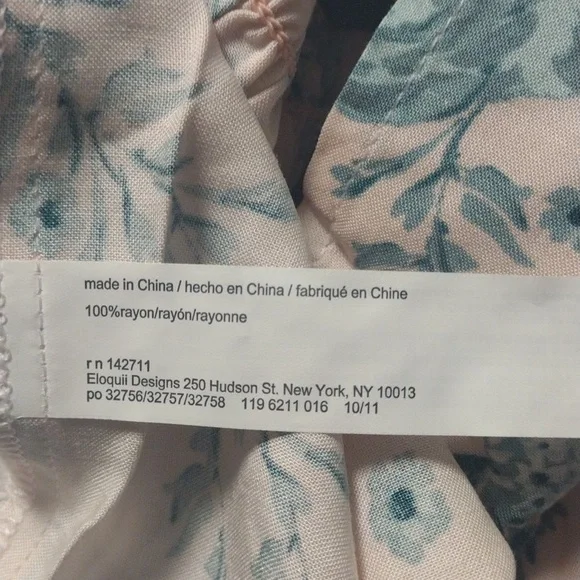 made in China / hecho en China / fabriqué en Chine
100%rayon/rayón/rayonne
r n 142711
Eloquii Designs 250 Hudson St. New York, NY 10013
po 32756/32757/32758 119 6211 016 10/11